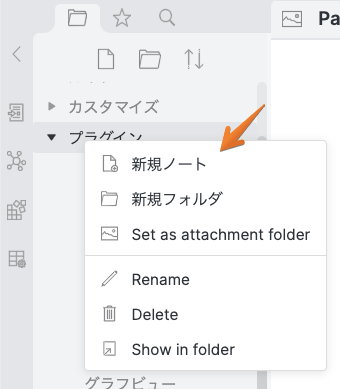 Pa
カスタマイズ
プラグイン
新規ノート
新規フォルダ
Set as attachment folder
Rename
Delete
Show in folder
グラフビュー